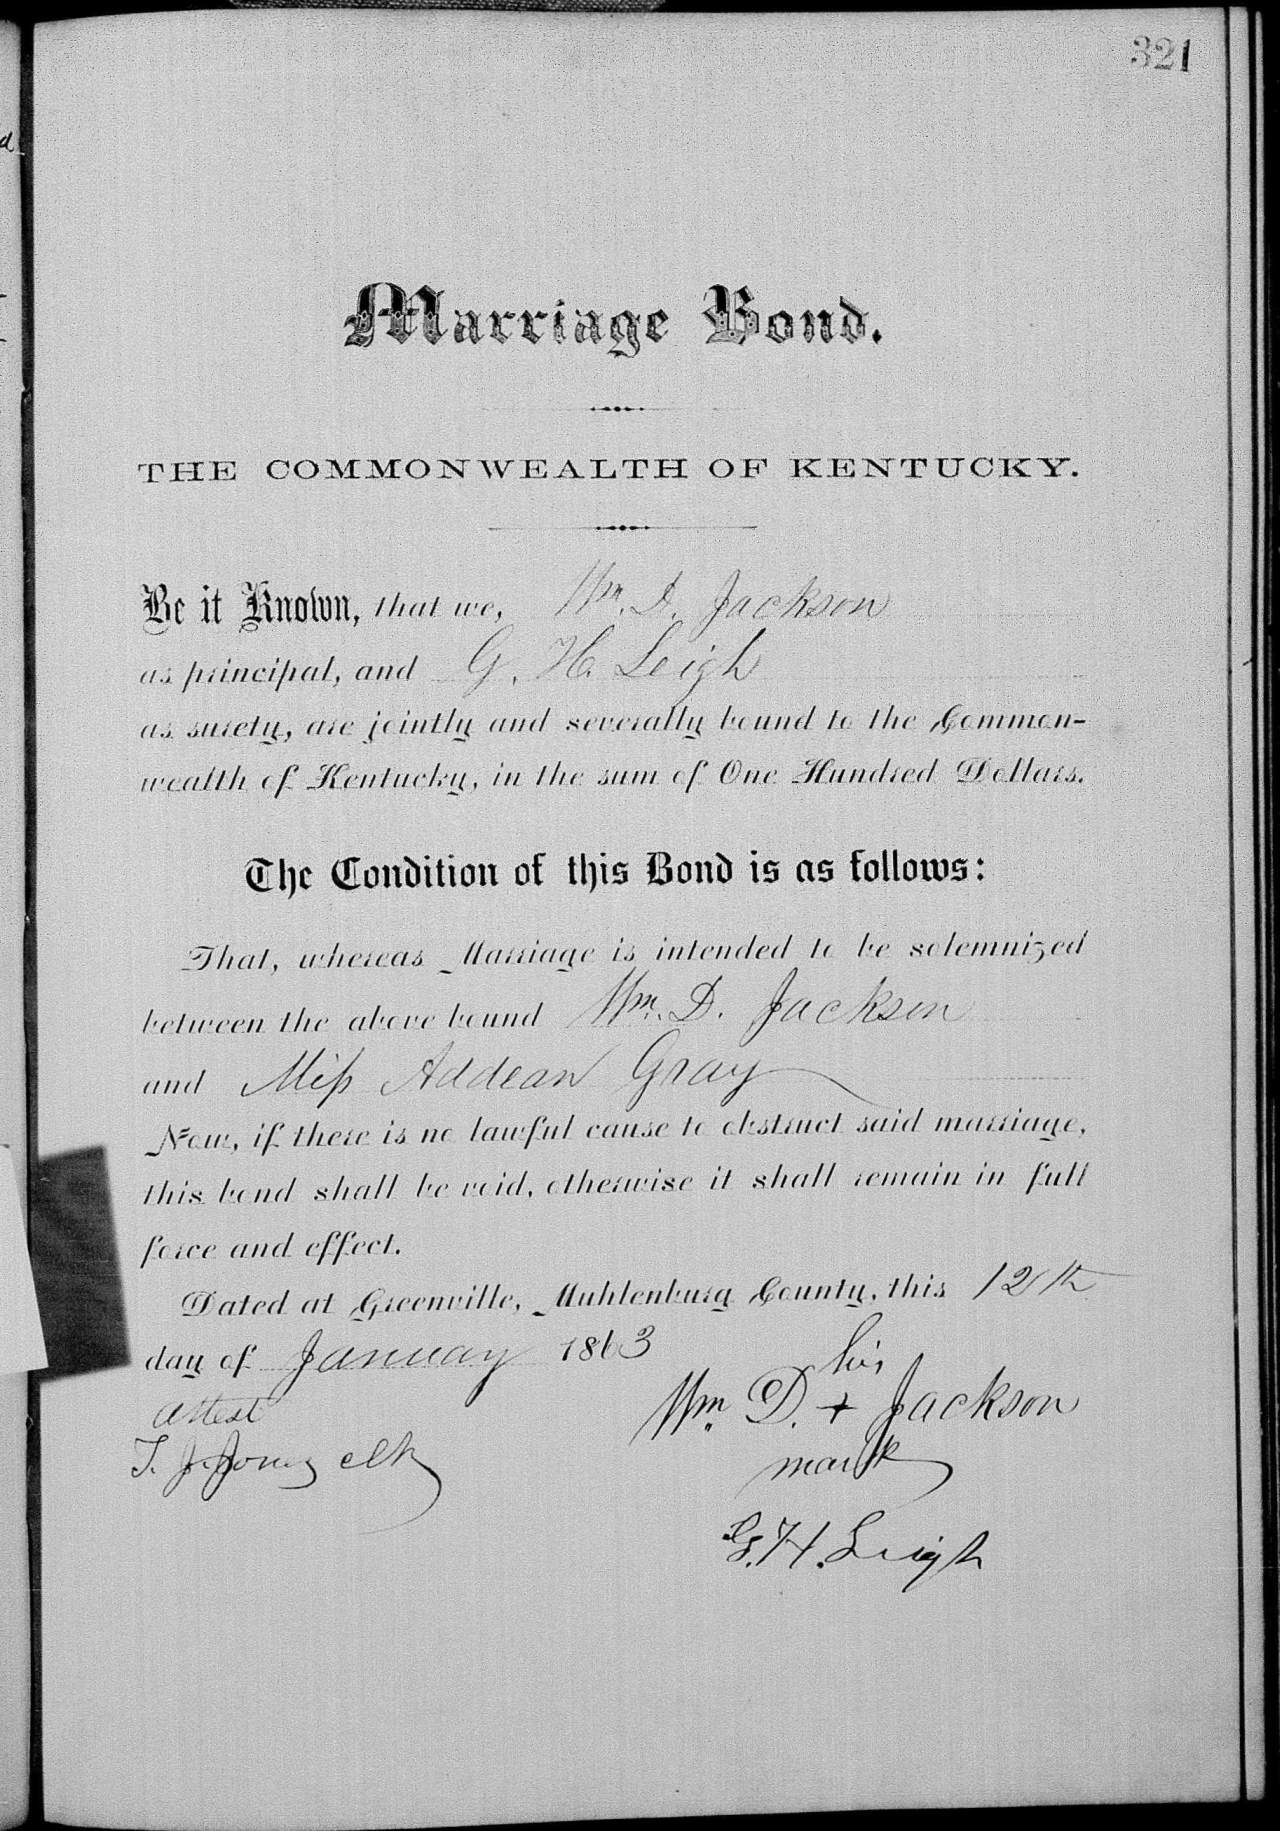 321
Marriage Bond.
THE COMMONWEALTH OF KENTUCKY.
Be it Known, that we, Wm. D. Jackson
as principal, and G. H. Leigh
as surety, are jointly and severally bound to the Common-
wealth of Kentucky, in the sum of One Hundred Dollars.
The Condition of this Bond is as follows:
That, whereas Marriage is intended to be solemnized
between the above bound Wm. D. Jackson
and Miss Addean Gray
Now, if there is no lawful cause to obstruct said marriage,
this bond shall be void, otherwise it shall remain in full
force and effect.
Dated at Greenville, Muhlenburg County, this 12th
day of January 1863
his
Wm D. + Jackson
mark
Attest
T. J. Jones clk
G. H. Leigh